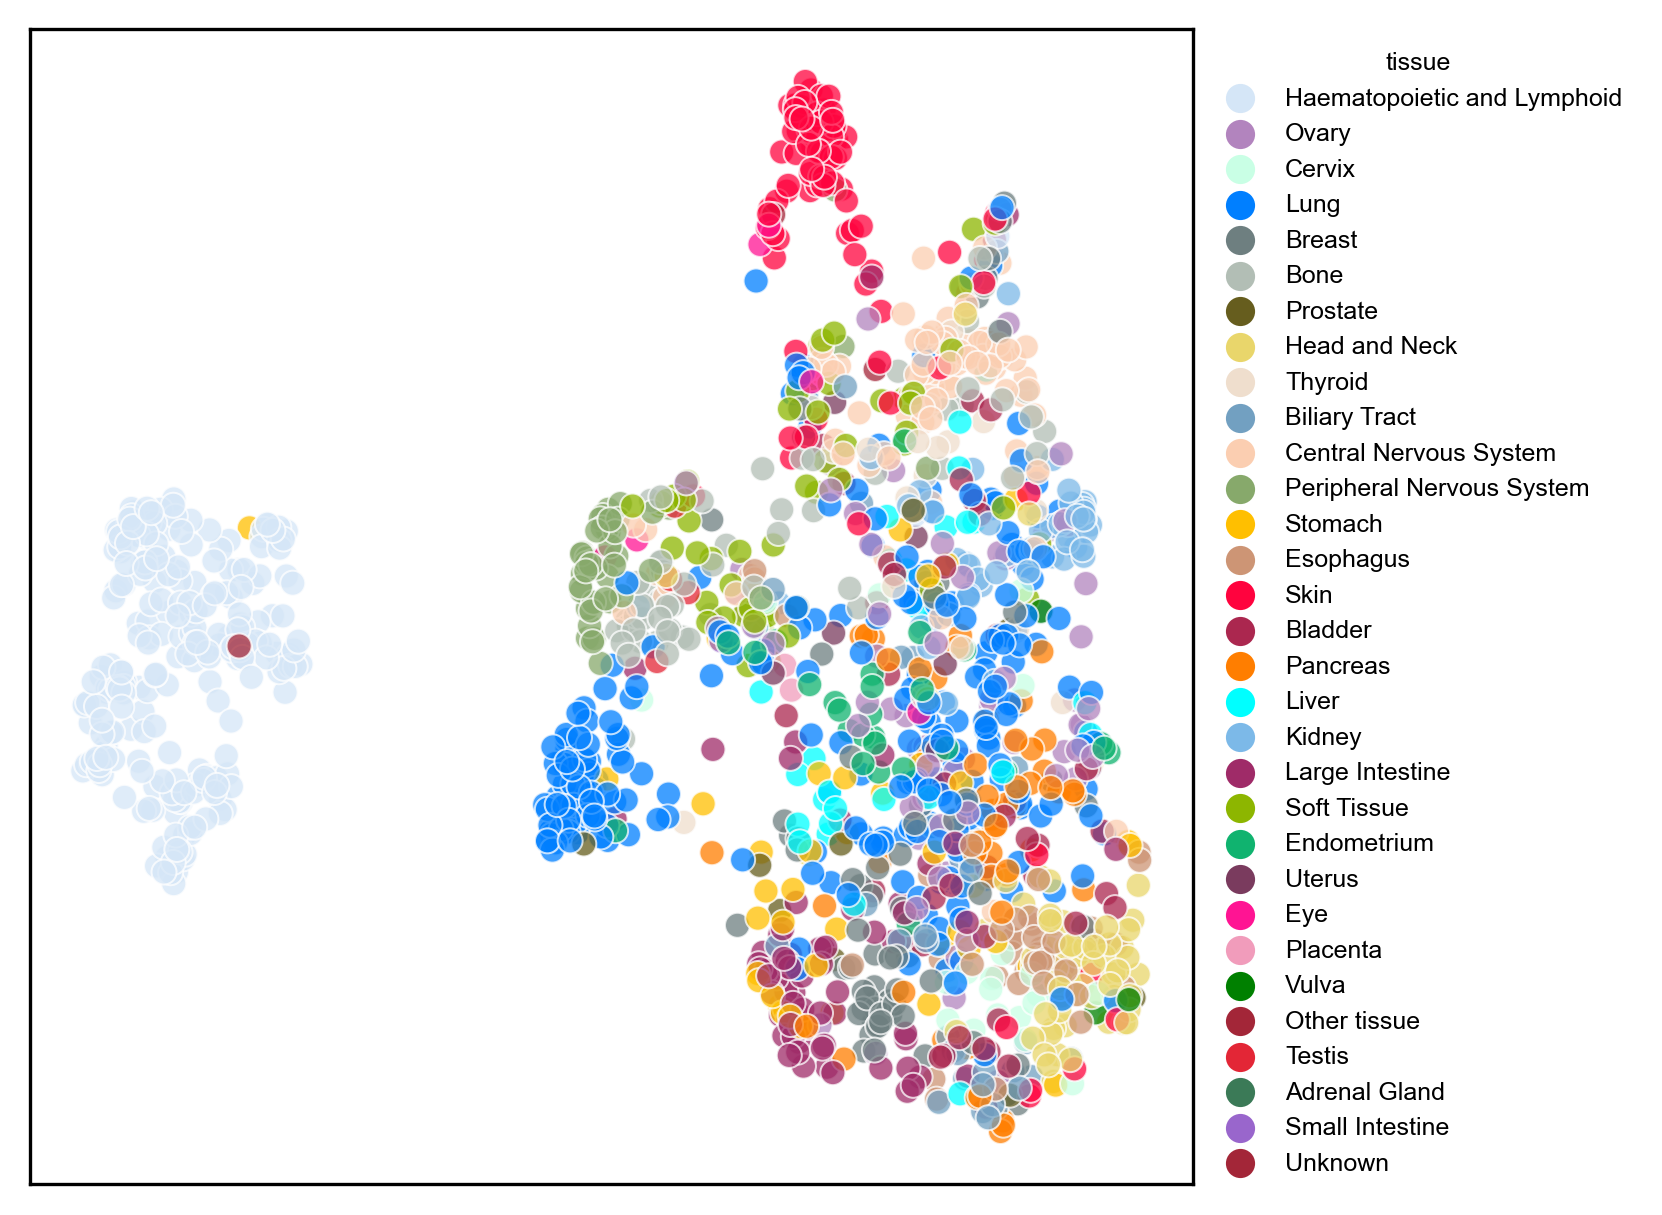 tissue
Haematopoietic and Lymphoid
Ovary
Cervix
Lung
Breast
Bone
Prostate
Head and Neck
Thyroid
Biliary Tract
Central Nervous System
Peripheral Nervous System
Stomach
Esophagus
Skin
Bladder
Pancreas
Liver
Kidney
Large Intestine
Soft Tissue
Endometrium
Uterus
Eye
Placenta
Vulva
Other tissue
Testis
Adrenal Gland
Small Intestine
Unknown